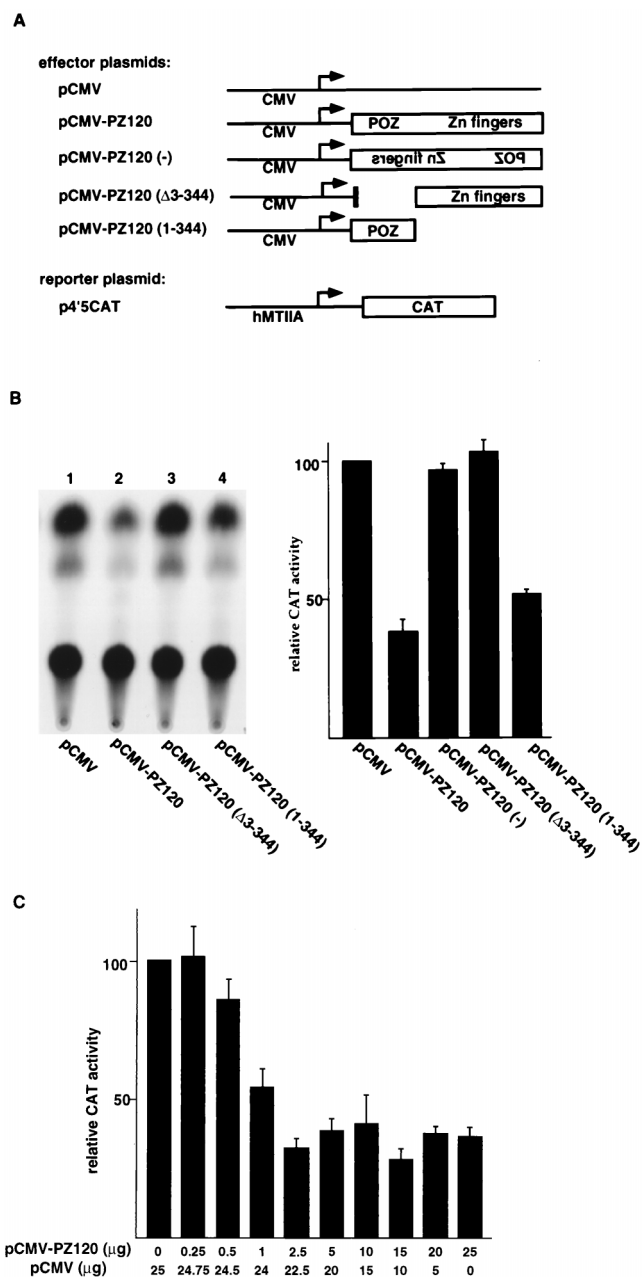 A
effector plasmids:
pCMV
CMV
pCMV-PZ120
CMV
POZ Zn fingers
pCMV-PZ120 (-)
CMV
Zn fingers POZ
pCMV-PZ120 (Δ3-344)
CMV
Zn fingers
pCMV-PZ120 (1-344)
CMV
POZ
reporter plasmid:
p4'5CAT
hMTIIA
CAT
B
1 2 3 4
pCMV
pCMV-PZ120
pCMV-PZ120 (Δ3-344)
pCMV-PZ120 (1-344)
relative CAT activity
100
50
pCMV
pCMV-PZ120
pCMV-PZ120 (-)
pCMV-PZ120 (Δ3-344)
pCMV-PZ120 (1-344)
C
relative CAT activity
100
50
pCMV-PZ120 (μg) 0 0.25 0.5 1 2.5 5 10 15 20 25
pCMV (μg) 25 24.75 24.5 24 22.5 20 15 10 5 0